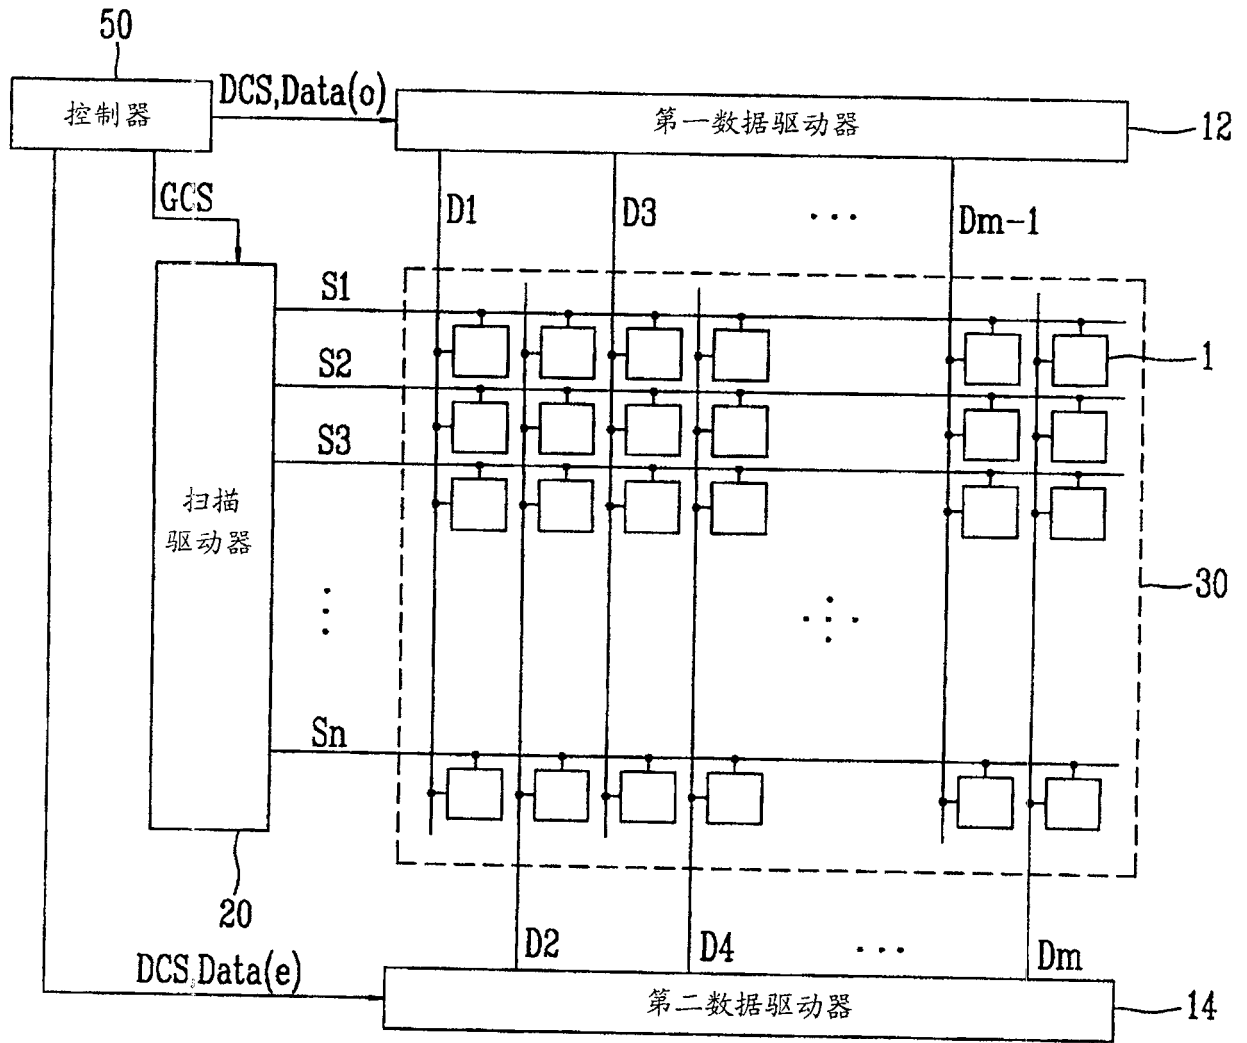 50
控制器
DCS,Data(o)
第一数据驱动器
12
GCS
D1
D3
...
Dm-1
S1
S2
S3
1
扫描
驱动器
30
Sn
20
D2
D4
...
Dm
DCS,Data(e)
第二数据驱动器
14